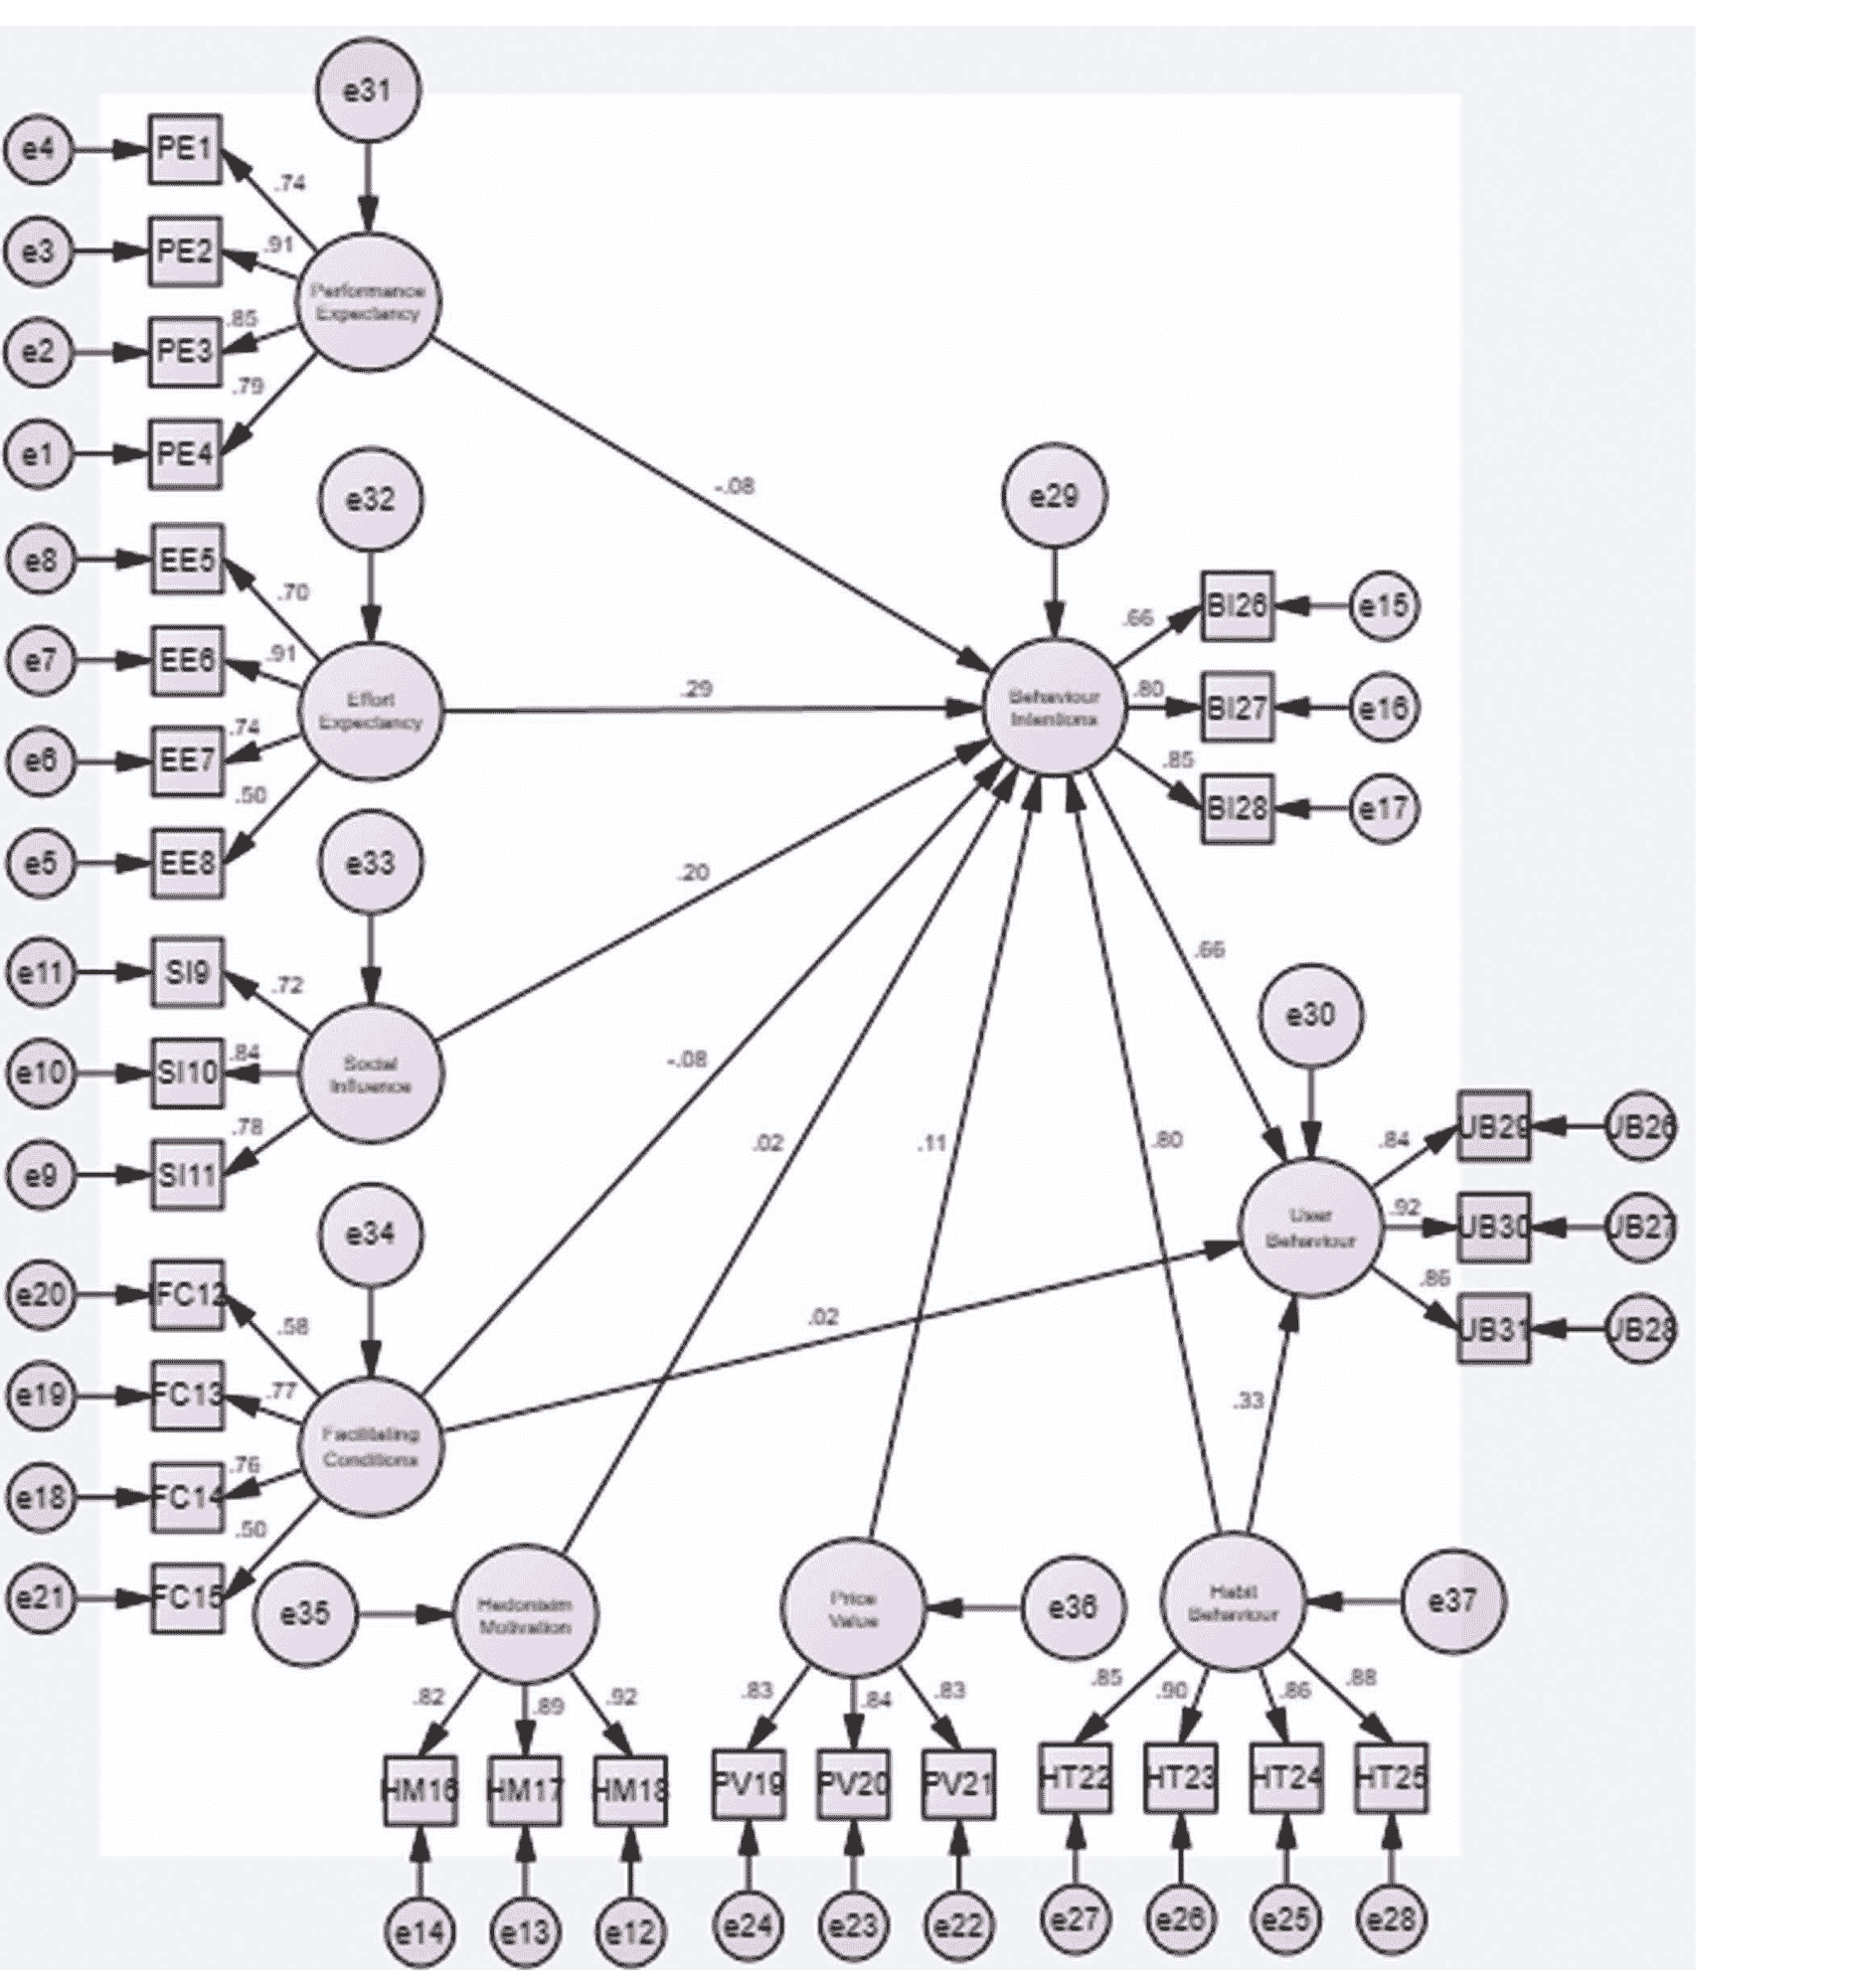 e31
e4
PE1
.74
e3
PE2
.91
Performance
Expectancy
e2
PE3
.85
.79
e1
PE4
e32
-.08
e29
e8
EE5
.70
BI26
e15
.66
e7
EE6
.91
Effort
Expectancy
.29
Behaviour
Intentions
.80
BI27
e16
e6
EE7
.74
.85
.50
BI28
e17
e5
EE8
e33
.20
e11
SI9
.72
.66
e30
e10
SI10
.84
Social
Influence
-.08
.78
.02
.11
.80
UB29
UB26
.84
e9
SI11
e34
User
Behaviour
.92
UB30
UB27
e20
FC12
.58
.02
.86
UB31
UB28
e19
FC13
.77
.33
Facilitating
Conditions
.76
e18
FC14
.50
e21
FC15
e35
Hedonism
Motivation
Price
Value
e36
Habit
Behaviour
e37
.82
.89
.92
.83
.84
.83
.85
.90
.86
.88
HM16
HM17
HM18
PV19
PV20
PV21
HT22
HT23
HT24
HT25
e14
e13
e12
e24
e23
e22
e27
e26
e25
e28